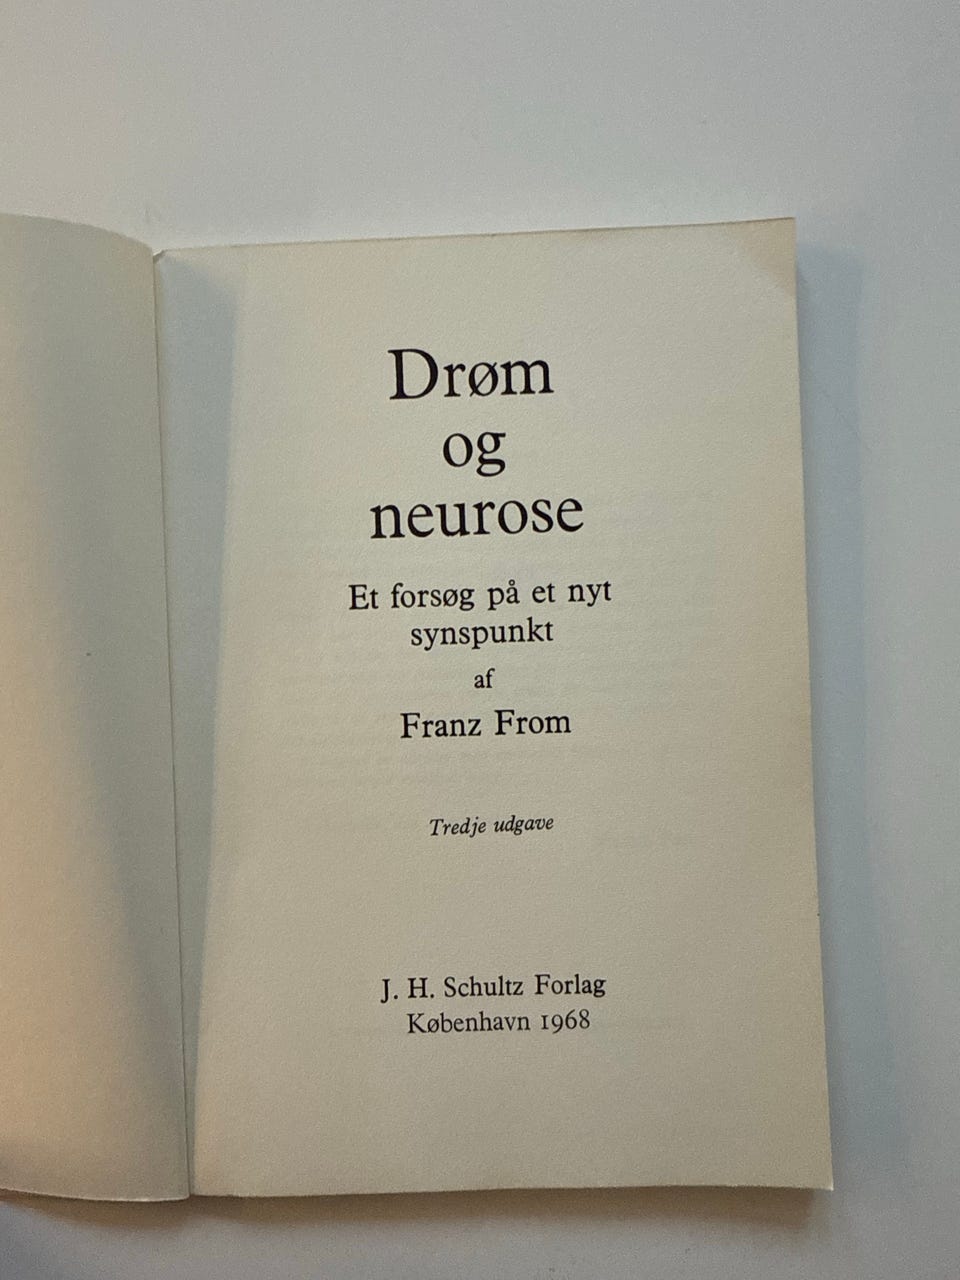 Drøm
og
neurose
Et forsøg på et nyt
synspunkt
af
Franz From
Tredje udgave
J. H. Schultz Forlag
København 1968